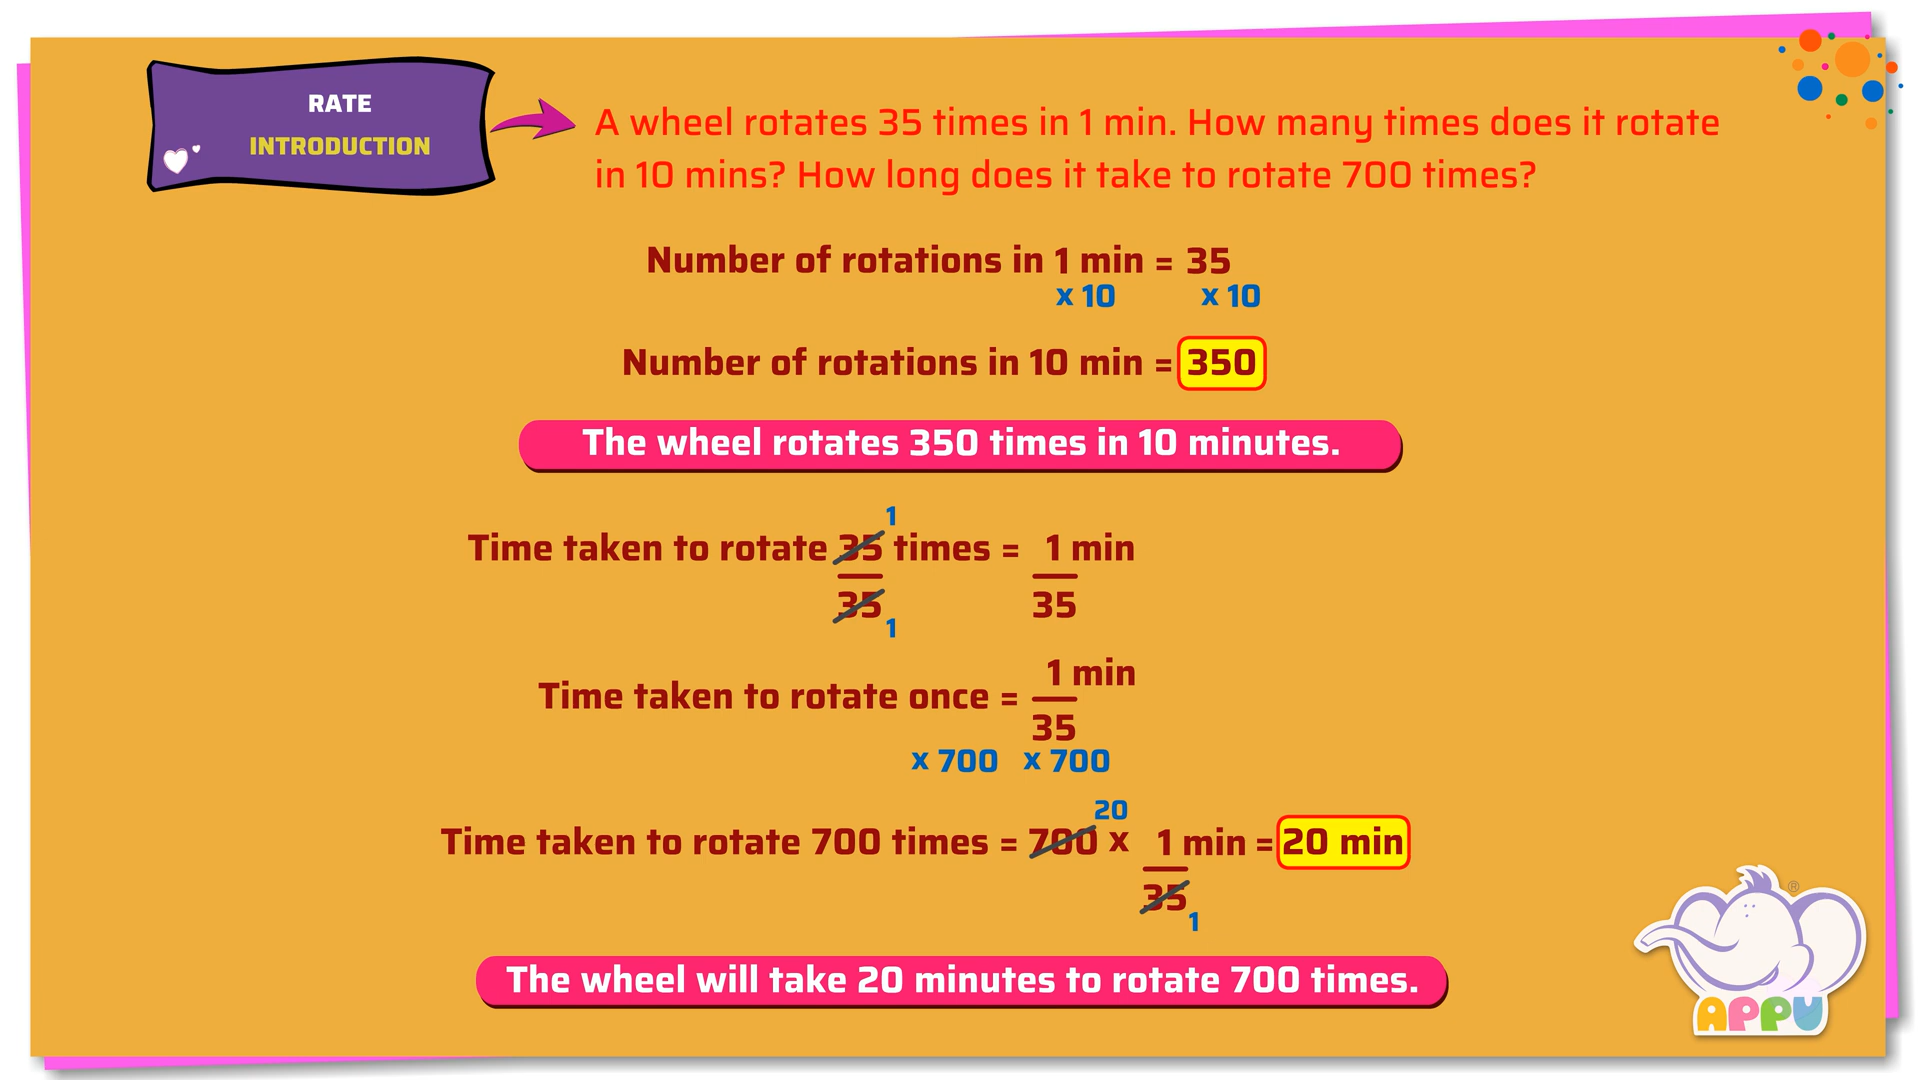 RATE
INTRODUCTION
A wheel rotates 35 times in 1 min. How many times does it rotate
in 10 mins? How long does it take to rotate 700 times?
Number of rotations in 1 min = 35
x 10 x 10
Number of rotations in 10 min = 350
The wheel rotates 350 times in 10 minutes.
1
Time taken to rotate 35 times = 1 min
35 35
1
1 min
Time taken to rotate once =
35
x 700 x 700
20
Time taken to rotate 700 times = 700 x 1 min = 20 min
35
1
The wheel will take 20 minutes to rotate 700 times.
®
APPU